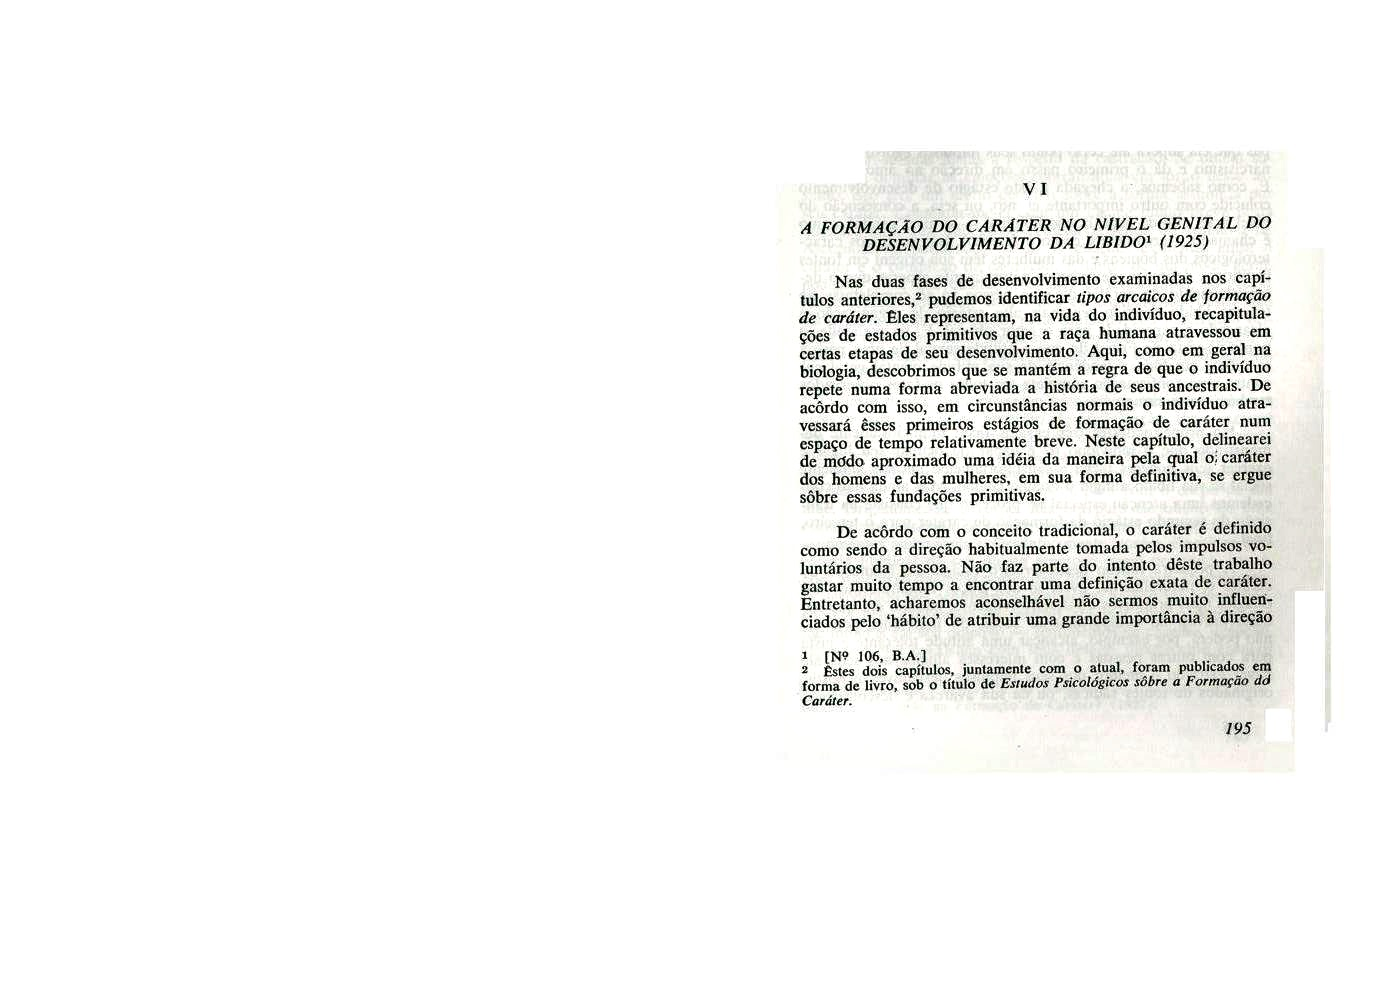 VI
A FORMAÇÃO DO CARÁTER NO NÍVEL GENITAL DO
DESENVOLVIMENTO DA LIBIDO¹ (1925)
Nas duas fases de desenvolvimento examinadas nos capí-
tulos anteriores,² pudemos identificar tipos arcaicos de formação
de caráter. Êles representam, na vida do indivíduo, recapitula-
ções de estados primitivos que a raça humana atravessou em
certas etapas de seu desenvolvimento. Aqui, como em geral na
biologia, descobrimos que se mantém a regra de que o indivíduo
repete numa forma abreviada a história de seus ancestrais. De
acôrdo com isso, em circunstâncias normais o indivíduo atra-
vessará êsses primeiros estágios de formação de caráter num
espaço de tempo relativamente breve. Neste capítulo, delinearei
de modo aproximado uma idéia da maneira pela qual o caráter
dos homens e das mulheres, em sua forma definitiva, se ergue
sôbre essas fundações primitivas.
De acôrdo com o conceito tradicional, o caráter é definido
como sendo a direção habitualmente tomada pelos impulsos vo-
luntários da pessoa. Não faz parte do intento dêste trabalho
gastar muito tempo a encontrar uma definição exata de caráter.
Entretanto, acharemos aconselhável não sermos muito influen-
ciados pelo ‘hábito’ de atribuir uma grande importância à direção
1 [Nº 106, B.A.]
2 Êstes dois capítulos, juntamente com o atual, foram publicados em
forma de livro, sob o título de Estudos Psicológicos sôbre a Formação do
Caráter.
195